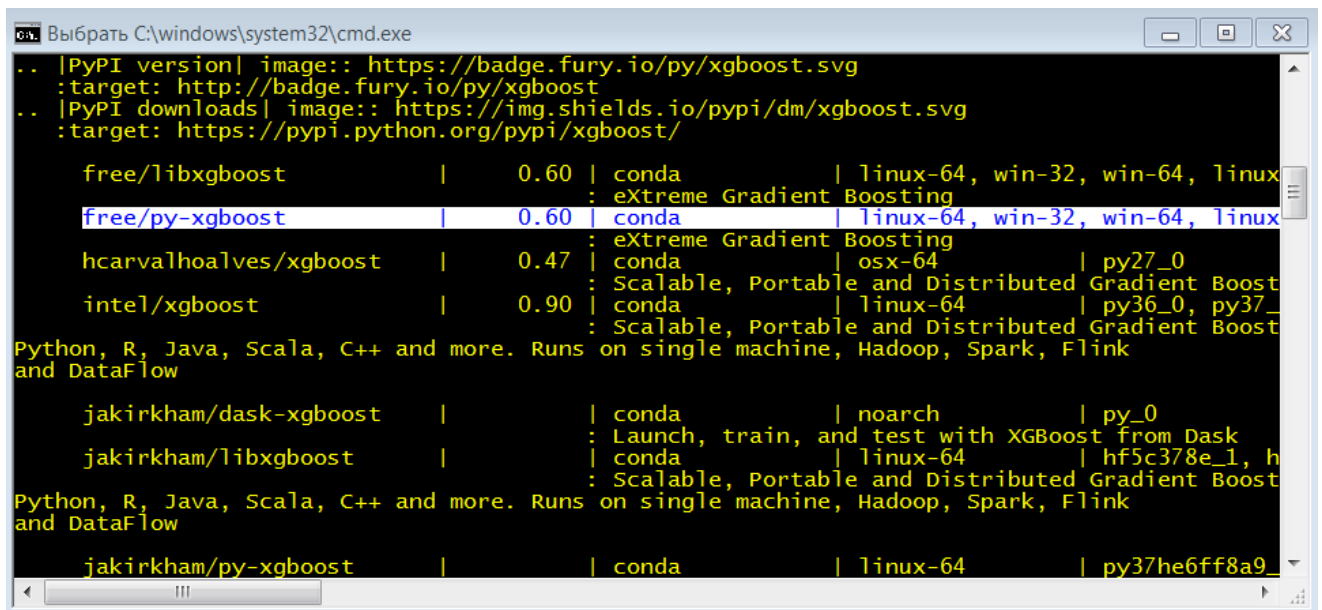 Выбрать C:\windows\system32\cmd.exe
.. |PyPI version| image:: https://badge.fury.io/py/xgboost.svg
:target: http://badge.fury.io/py/xgboost
.. |PyPI downloads| image:: https://img.shields.io/pypi/dm/xgboost.svg
:target: https://pypi.python.org/pypi/xgboost/
free/libxgboost | 0.60 | conda | linux-64, win-32, win-64, linux
: eXtreme Gradient Boosting
free/py-xgboost | 0.60 | conda | linux-64, win-32, win-64, linux
: eXtreme Gradient Boosting
hcarvalhoalves/xgboost | 0.47 | conda | osx-64 | py27_0
: Scalable, Portable and Distributed Gradient Boost
intel/xgboost | 0.90 | conda | linux-64 | py36_0, py37_
: Scalable, Portable and Distributed Gradient Boost
Python, R, Java, Scala, C++ and more. Runs on single machine, Hadoop, Spark, Flink
and DataFlow
jakirkham/dask-xgboost | | conda | noarch | py_0
: Launch, train, and test with XGBoost from Dask
jakirkham/libxgboost | | conda | linux-64 | hf5c378e_1, h
: Scalable, Portable and Distributed Gradient Boost
Python, R, Java, Scala, C++ and more. Runs on single machine, Hadoop, Spark, Flink
and DataFlow
jakirkham/py-xgboost | | conda | linux-64 | py37he6ff8a9_